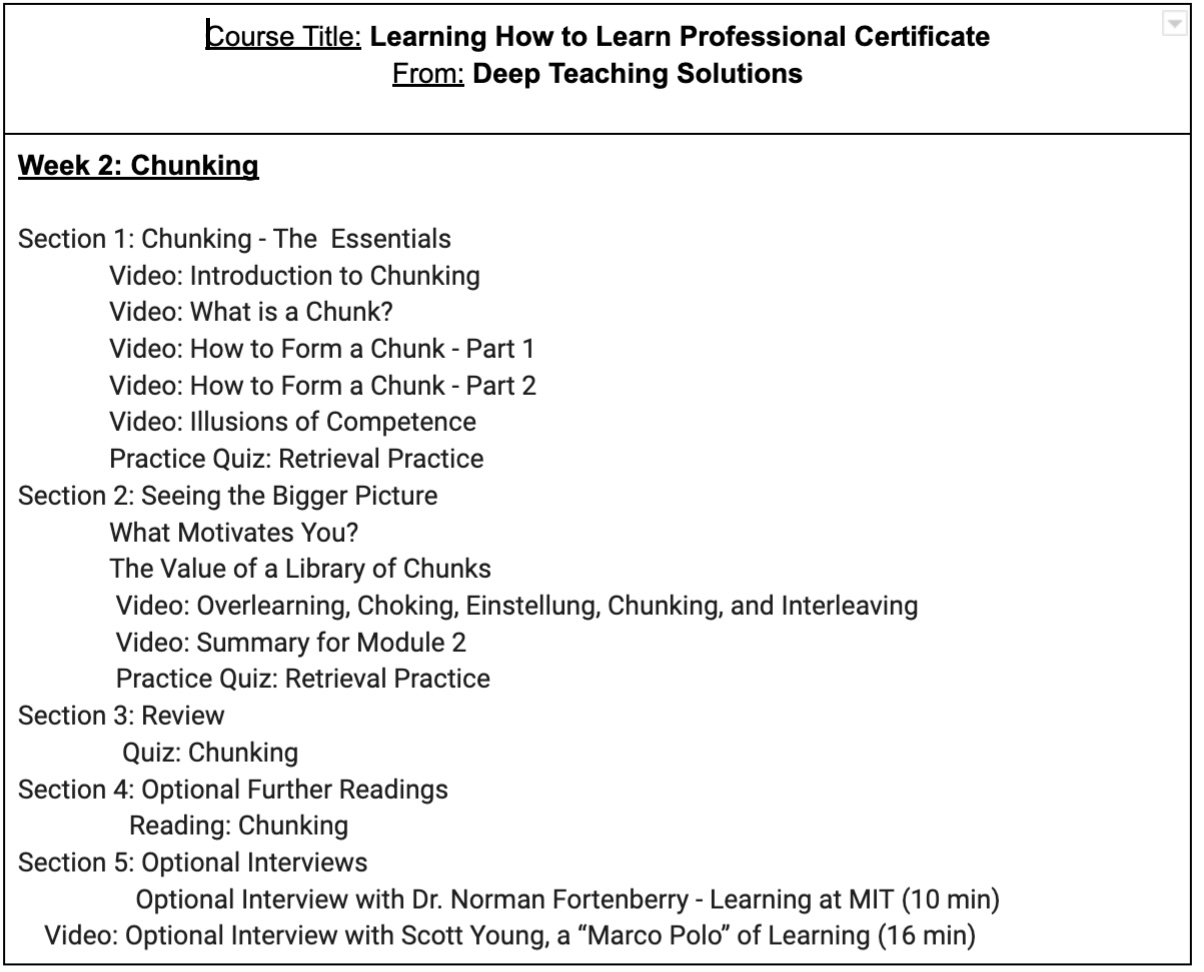 Course Title: Learning How to Learn Professional Certificate
From: Deep Teaching Solutions
Week 2: Chunking
Section 1: Chunking - The  Essentials
Video: Introduction to Chunking
Video: What is a Chunk?
Video: How to Form a Chunk - Part 1
Video: How to Form a Chunk - Part 2
Video: Illusions of Competence
Practice Quiz: Retrieval Practice
Section 2: Seeing the Bigger Picture
What Motivates You?
The Value of a Library of Chunks
Video: Overlearning, Choking, Einstellung, Chunking, and Interleaving
Video: Summary for Module 2
Practice Quiz: Retrieval Practice
Section 3: Review
Quiz: Chunking
Section 4: Optional Further Readings
Reading: Chunking
Section 5: Optional Interviews
Optional Interview with Dr. Norman Fortenberry - Learning at MIT (10 min)
Video: Optional Interview with Scott Young, a “Marco Polo” of Learning (16 min)